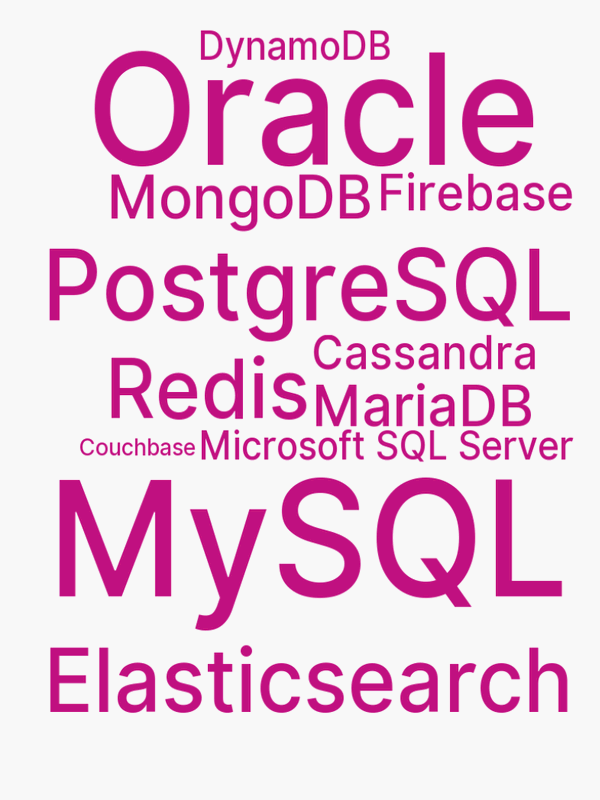 DynamoDB
Oracle
MongoDB Firebase
PostgreSQL
Cassandra
Redis MariaDB
Couchbase Microsoft SQL Server
MySQL
Elasticsearch